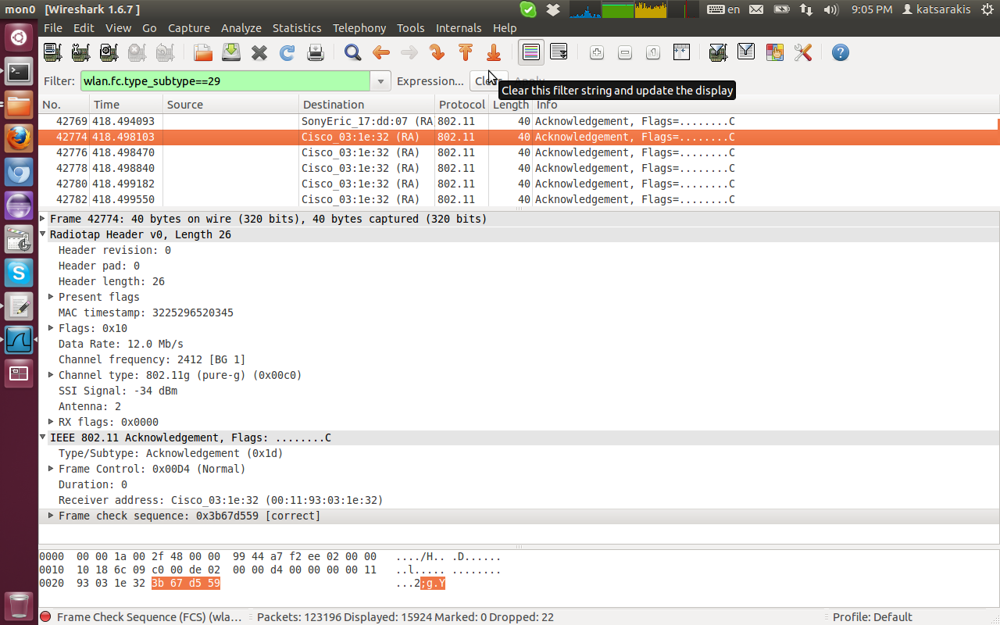 mon0 [Wireshark 1.6.7 ] en 9:05 PM katsarakis
File Edit View Go Capture Analyze Statistics Telephony Tools Internals Help
Filter: wlan.fc.type_subtype==29 Expression... Clear Apply
Clear this filter string and update the display
No. Time Source Destination Protocol Length Info
42769 418.494093 SonyEric_17:dd:07 (RA 802.11 40 Acknowledgement, Flags=........C
42774 418.498103 Cisco_03:1e:32 (RA) 802.11 40 Acknowledgement, Flags=........C
42776 418.498470 Cisco_03:1e:32 (RA) 802.11 40 Acknowledgement, Flags=........C
42778 418.498840 Cisco_03:1e:32 (RA) 802.11 40 Acknowledgement, Flags=........C
42780 418.499182 Cisco_03:1e:32 (RA) 802.11 40 Acknowledgement, Flags=........C
42782 418.499550 Cisco_03:1e:32 (RA) 802.11 40 Acknowledgement, Flags=........C
Frame 42774: 40 bytes on wire (320 bits), 40 bytes captured (320 bits)
Radiotap Header v0, Length 26
Header revision: 0
Header pad: 0
Header length: 26
Present flags
MAC timestamp: 3225296520345
Flags: 0x10
Data Rate: 12.0 Mb/s
Channel frequency: 2412 [BG 1]
Channel type: 802.11g (pure-g) (0x00c0)
SSI Signal: -34 dBm
Antenna: 2
RX flags: 0x0000
IEEE 802.11 Acknowledgement, Flags: ........C
Type/Subtype: Acknowledgement (0x1d)
Frame Control: 0x00D4 (Normal)
Duration: 0
Receiver address: Cisco_03:1e:32 (00:11:93:03:1e:32)
Frame check sequence: 0x3b67d559 [correct]
0000 00 00 1a 00 2f 48 00 00 99 44 a7 f2 ee 02 00 00 ..../H.. .D......
0010 10 18 6c 09 c0 00 de 02 00 00 d4 00 00 00 00 11 ..l..... ........
0020 93 03 1e 32 3b 67 d5 59 ...2;g.Y
Frame Check Sequence (FCS) (wla... Packets: 123196 Displayed: 15924 Marked: 0 Dropped: 22 Profile: Default